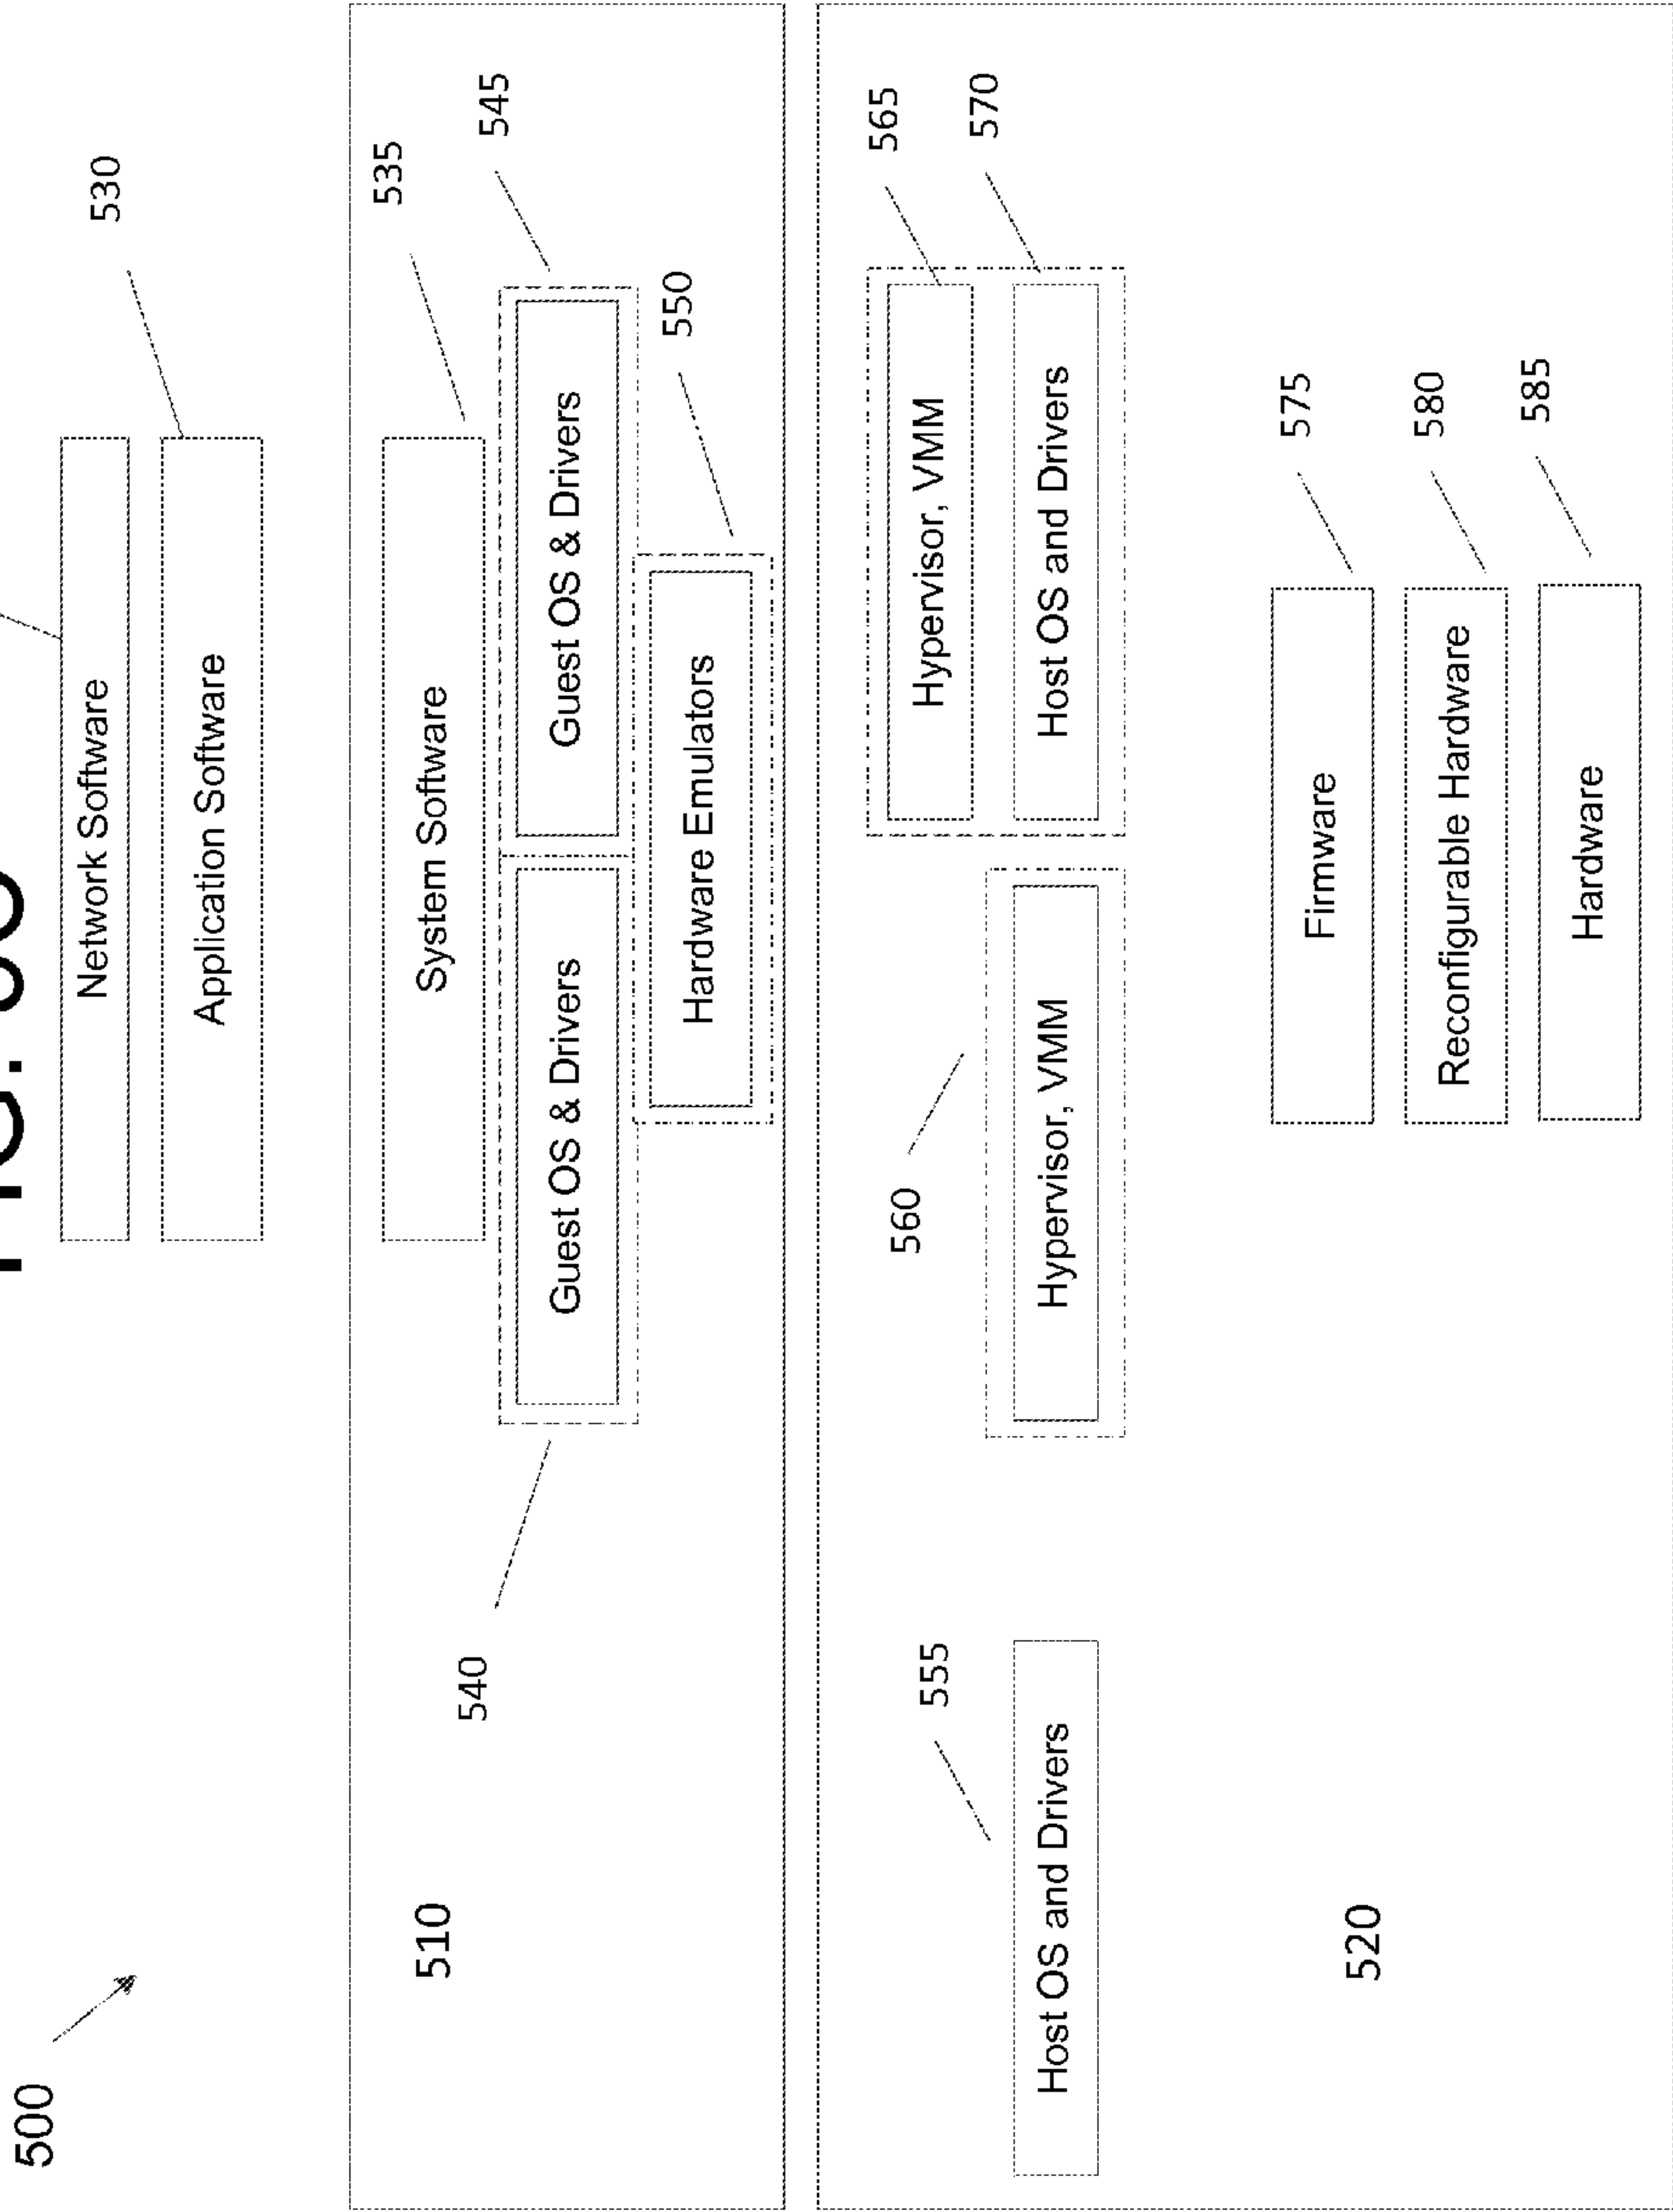 500
Network Software
530
Application Software
535
510
System Software
540
545
Guest OS & Drivers
Guest OS & Drivers
550
Hardware Emulators
565
560
Hypervisor, VMM
555
570
Host OS and Drivers
Hypervisor, VMM
Host OS and Drivers
575
Firmware
520
580
Reconfigurable Hardware
585
Hardware